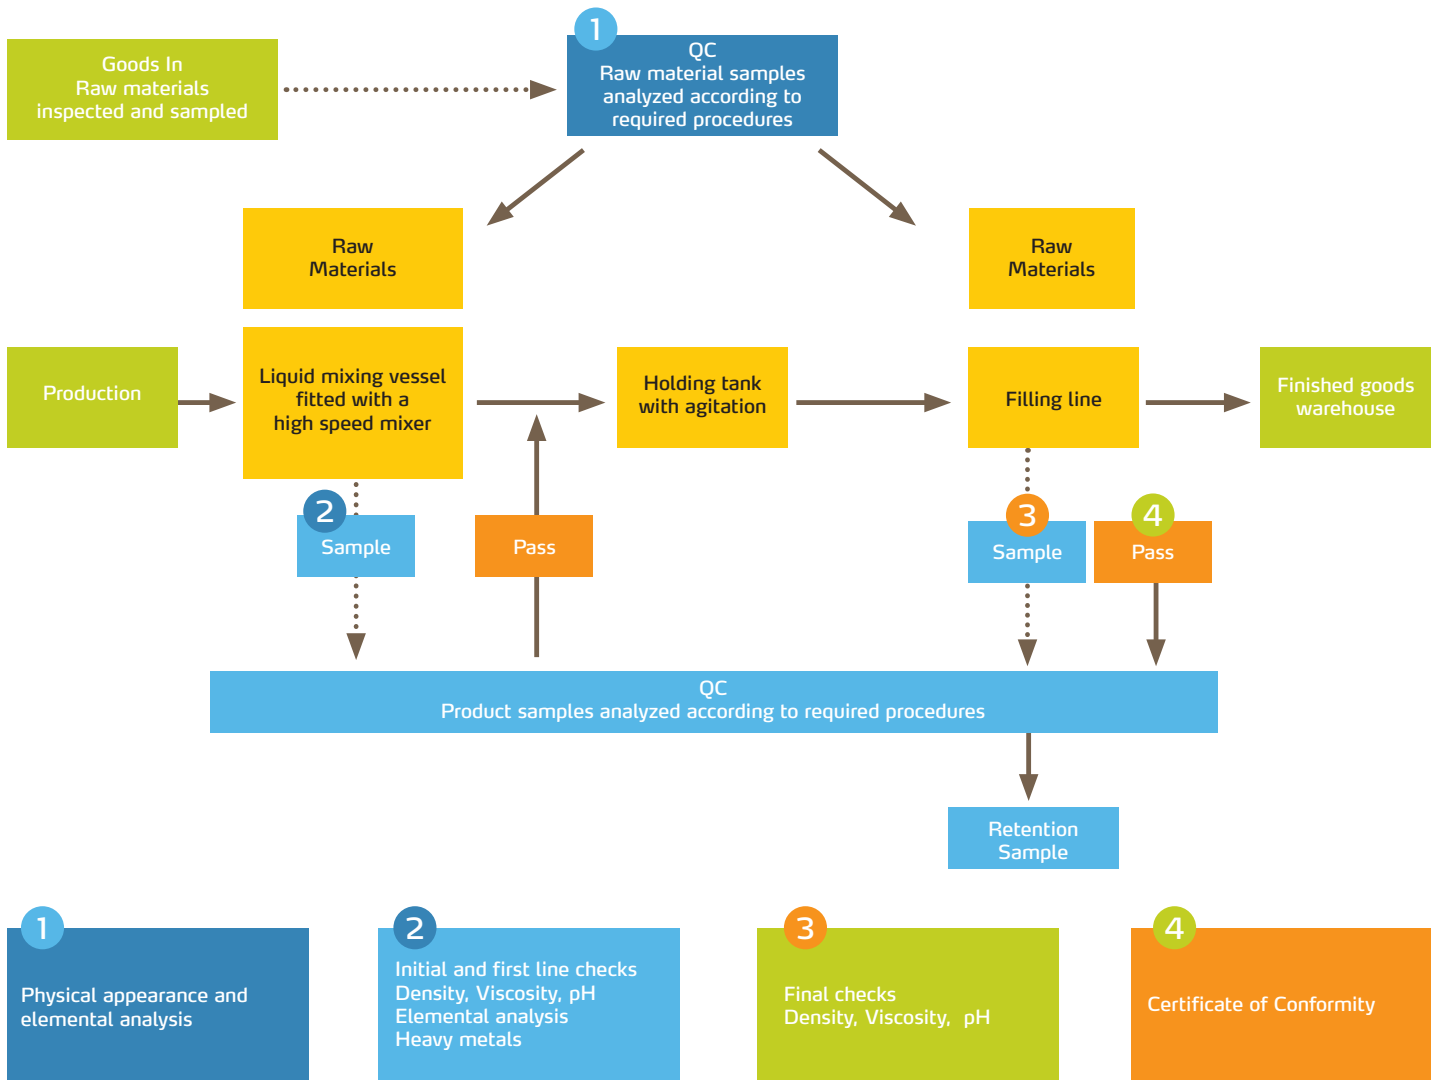 1
Goods In
Raw materials
inspected and sampled
QC
Raw material samples
analyzed according to
required procedures
Raw
Materials
Raw
Materials
Production
Liquid mixing vessel
fitted with a
high speed mixer
Holding tank
with agitation
Filling line
Finished goods
warehouse
2
Sample
Pass
3
Sample
4
Pass
QC
Product samples analyzed according to required procedures
Retention
Sample
1
Physical appearance and
elemental analysis
2
Initial and first line checks
Density, Viscosity, pH
Elemental analysis
Heavy metals
3
Final checks
Density, Viscosity, pH
4
Certificate of Conformity